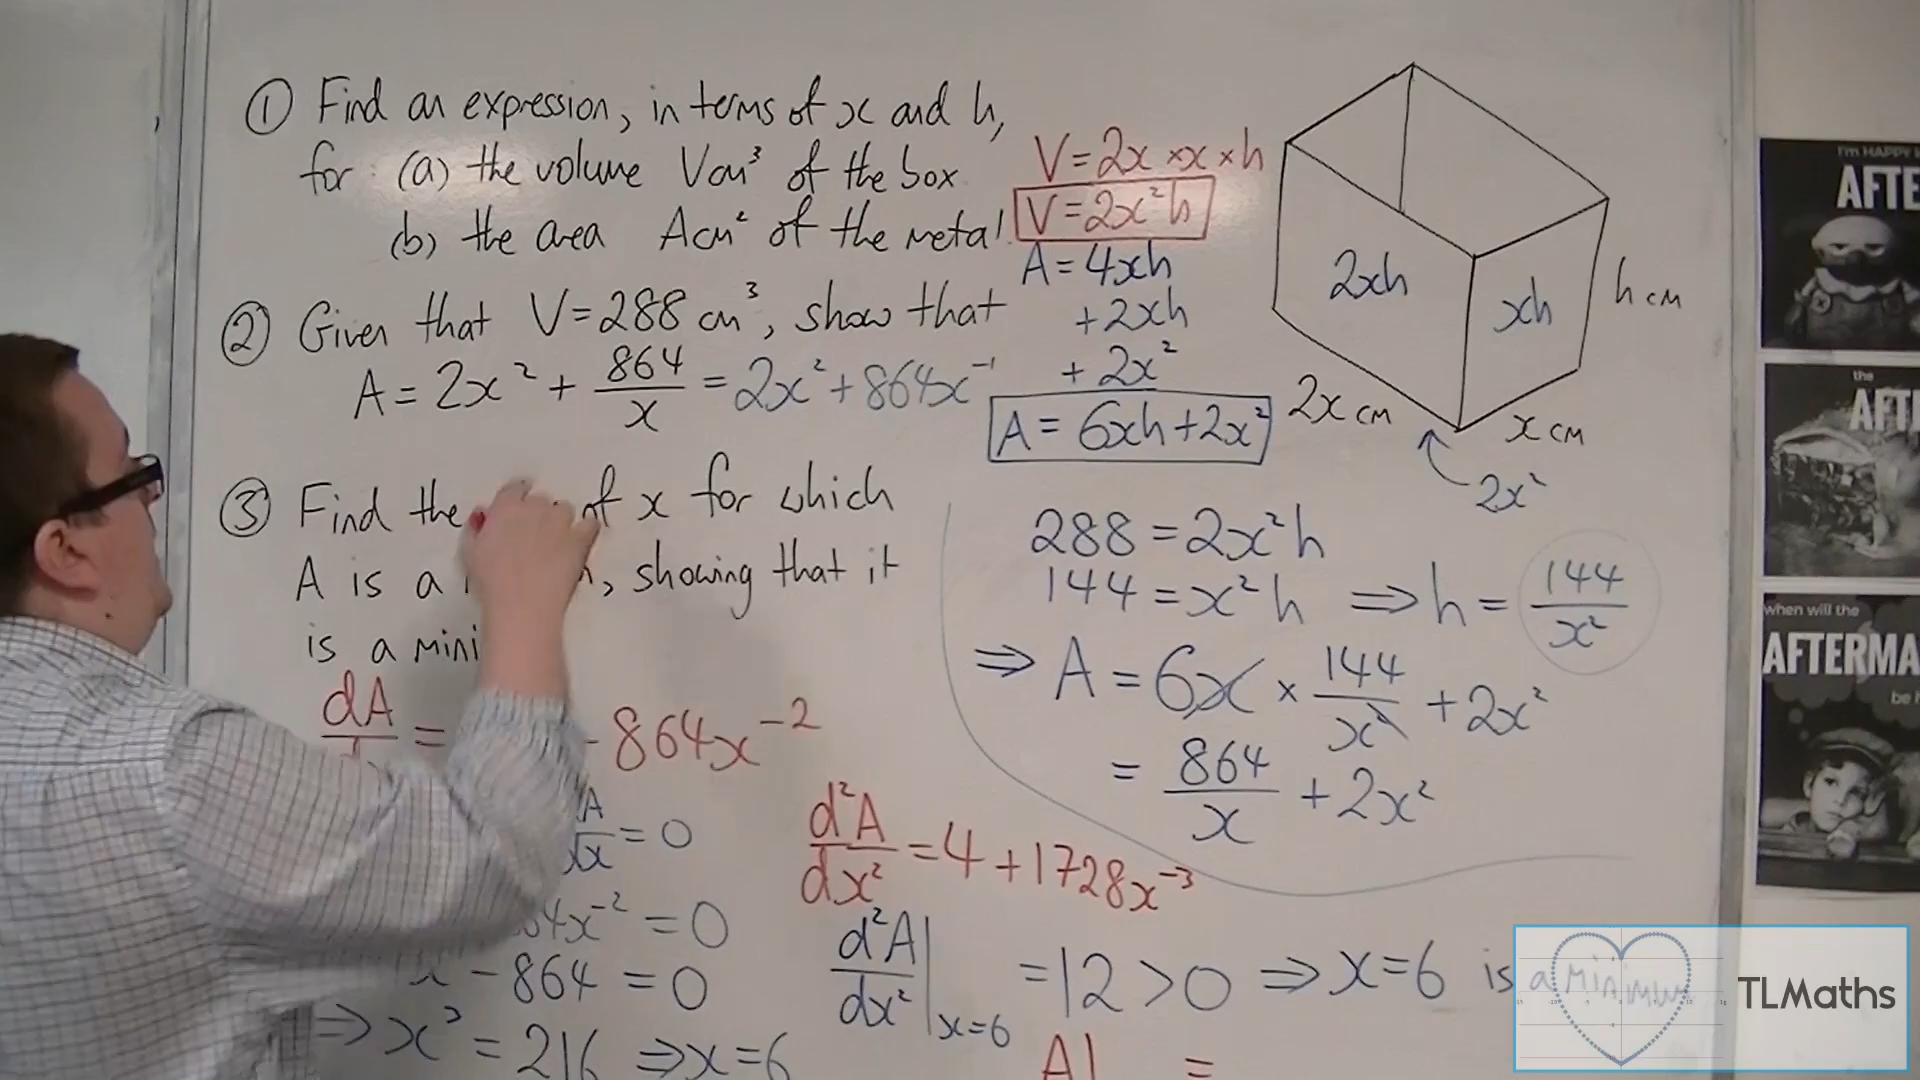 ① Find an expression, in terms of x and h,
for : (a) the volume Vcm³ of the box
(b) the area Acm² of the metal
V = 2x × x × h
V = 2x²h
A = 4xh
+ 2xh
+ 2x²
A = 6xh + 2x²
② Given that V = 288 cm³, show that
A = 2x² + 864/x = 2x² + 864x⁻¹
③ Find the of x for which
A is a , showing that it
is a mini
dA = - 864x⁻²
= 0
x⁻² = 0
- 864 = 0
⇒ x³ = 216 ⇒ x = 6
d²A/dx² = 4 + 1728x⁻³
d²A/dx² | x=6 = 12 > 0 ⇒ x = 6 is a minimum
A| =
2xh
xh
h cm
2x cm
x cm
2x²
288 = 2x²h
144 = x²h ⇒ h = 144/x²
⇒ A = 6x × 144/x² + 2x²
= 864/x + 2x²
TLMaths
I'm HAPPY
AFTE
the
AFT
when will the
AFTERMA
be